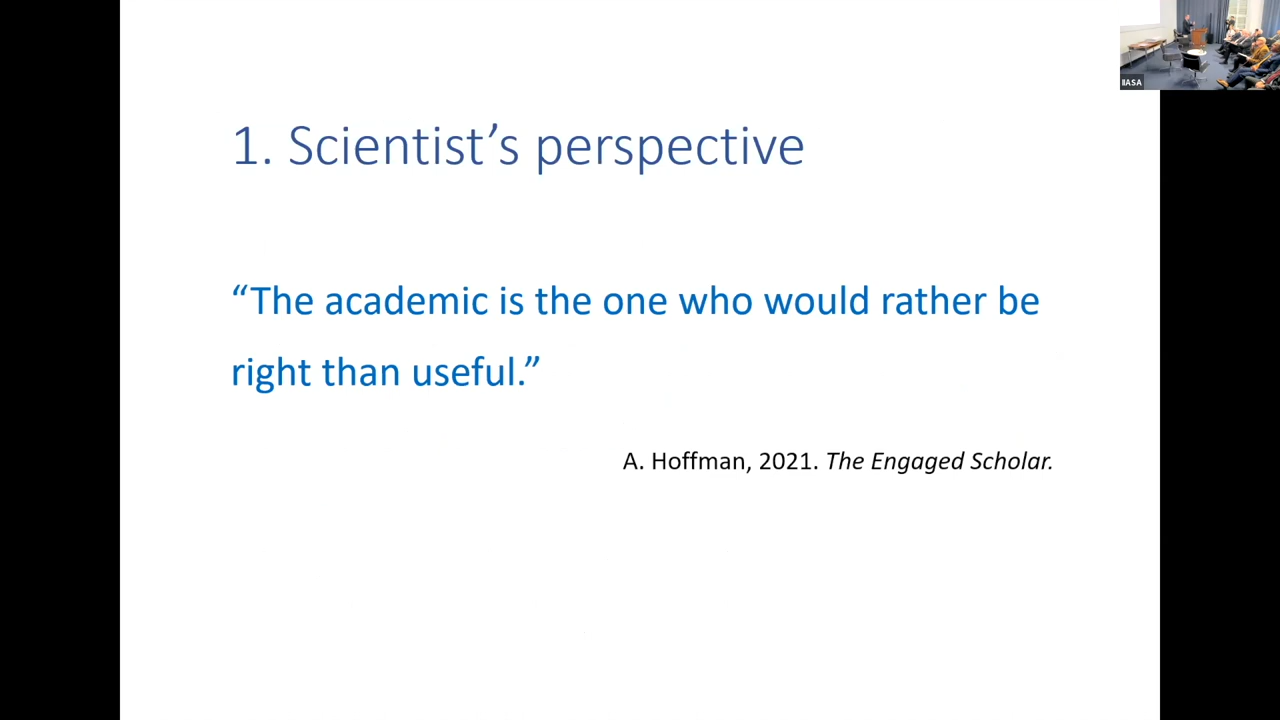 1. Scientist’s perspective
“The academic is the one who would rather be
right than useful.”
A. Hoffman, 2021. The Engaged Scholar.
IIASA